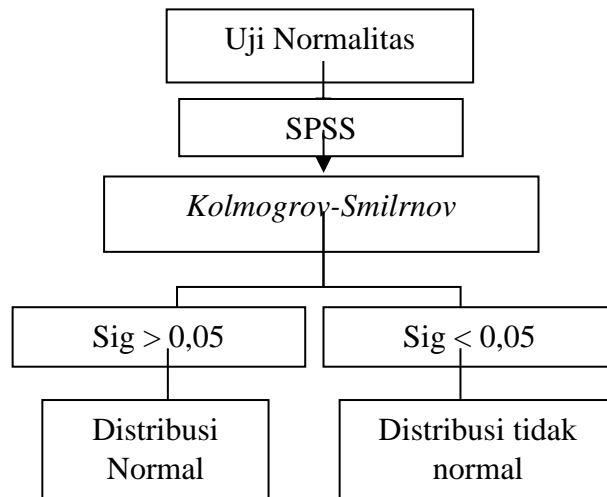 Uji Normalitas
SPSS
Kolmogrov-Smilrnov
Sig > 0,05
Sig < 0,05
Distribusi
Normal
Distribusi tidak
normal